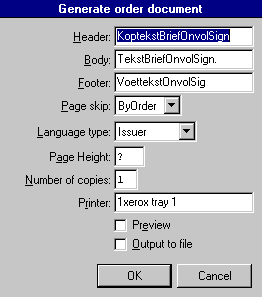 Generate order document
Header: KoptekstBriefOnvolSign
Body: TekstBriefOnvolSign.
Footer: VoettekstOnvolSig
Page skip: ByOrder
Language type: Issuer
Page Height: ?
Number of copies: 1
Printer: 1xerox tray 1
Preview
Output to file
OK Cancel